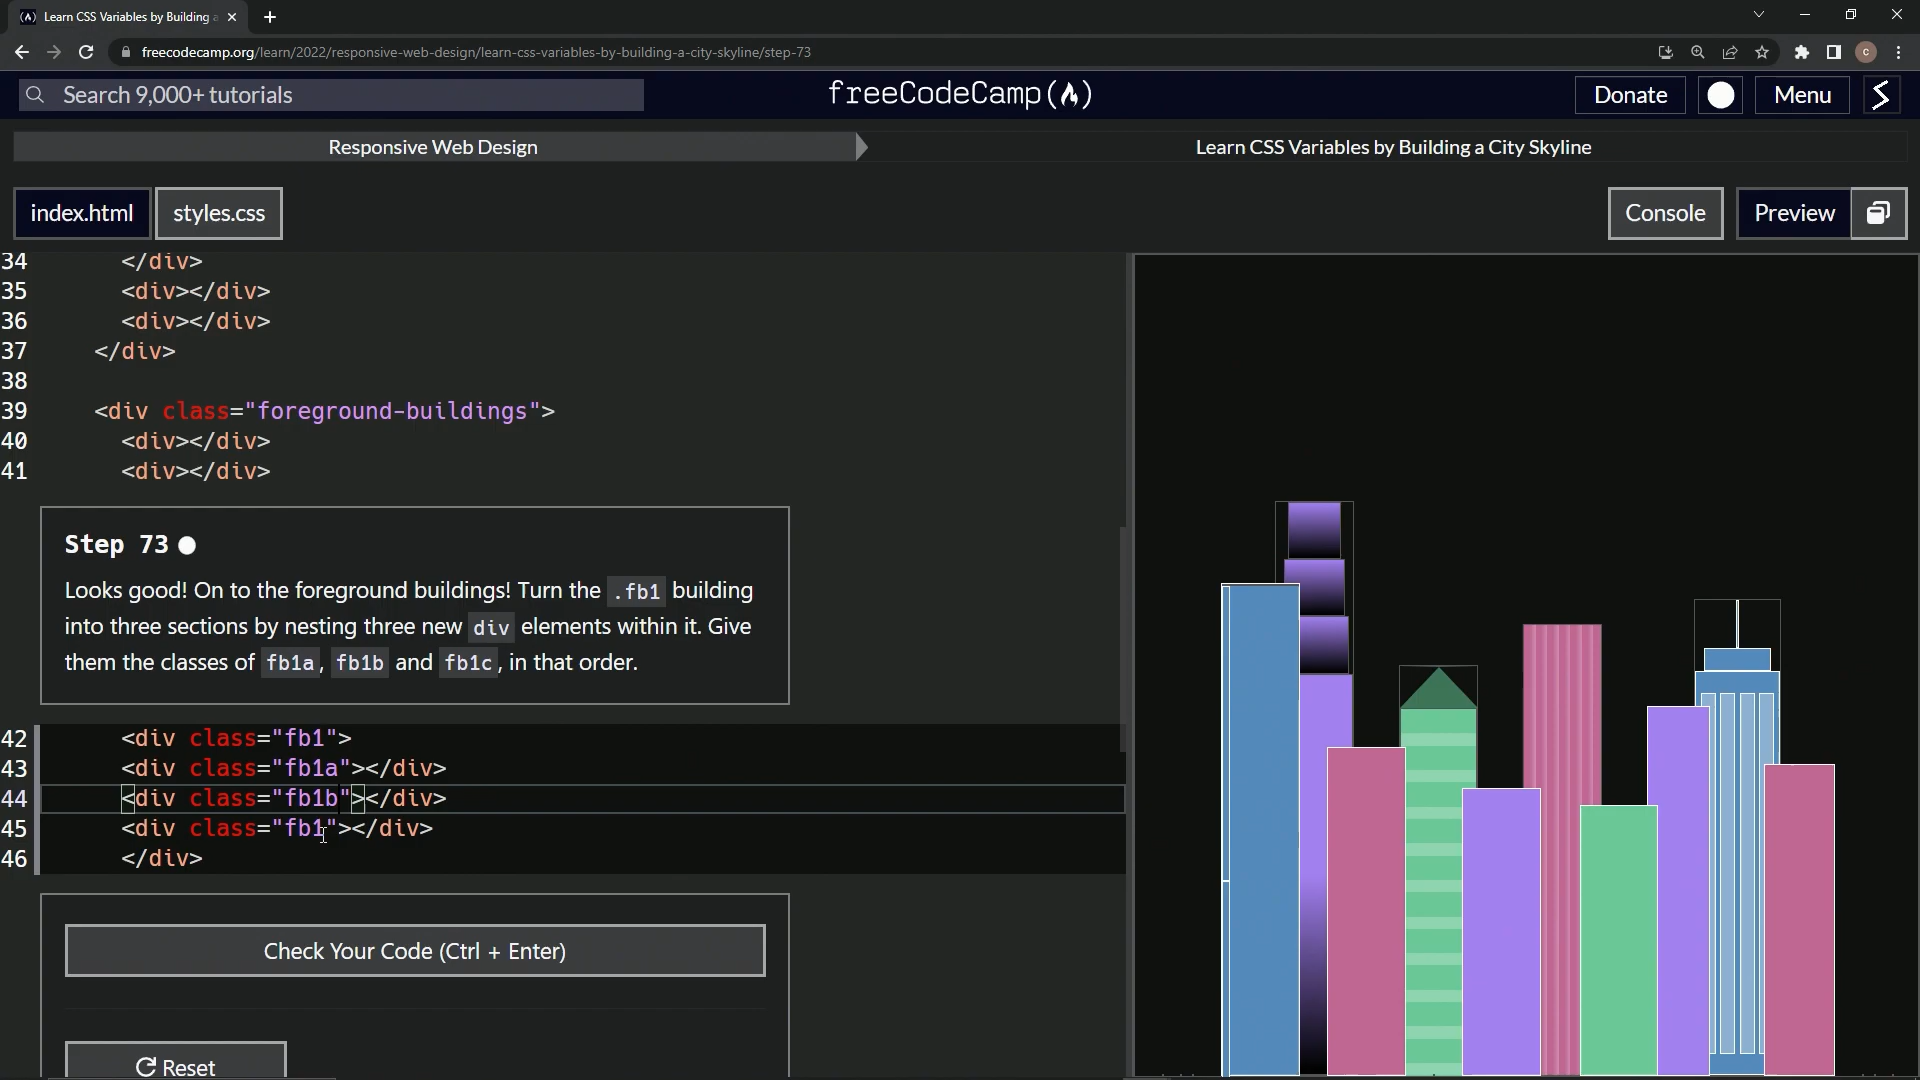 Learn CSS Variables by Building a
freecodecamp.org/learn/2022/responsive-web-design/learn-css-variables-by-building-a-city-skyline/step-73
c
Search 9,000+ tutorials
freeCodeCamp
Donate
Menu
Responsive Web Design
Learn CSS Variables by Building a City Skyline
index.html
styles.css
Console
Preview
34 </div>
35 <div></div>
36 <div></div>
37 </div>
38
39 <div class="foreground-buildings">
40 <div></div>
41 <div></div>
Step 73
Looks good! On to the foreground buildings! Turn the .fb1 building
into three sections by nesting three new div elements within it. Give
them the classes of fb1a, fb1b and fb1c, in that order.
42 <div class="fb1">
43 <div class="fb1a"></div>
44 <div class="fb1b"></div>
45 <div class="fb1"></div>
46 </div>
Check Your Code (Ctrl + Enter)
Reset